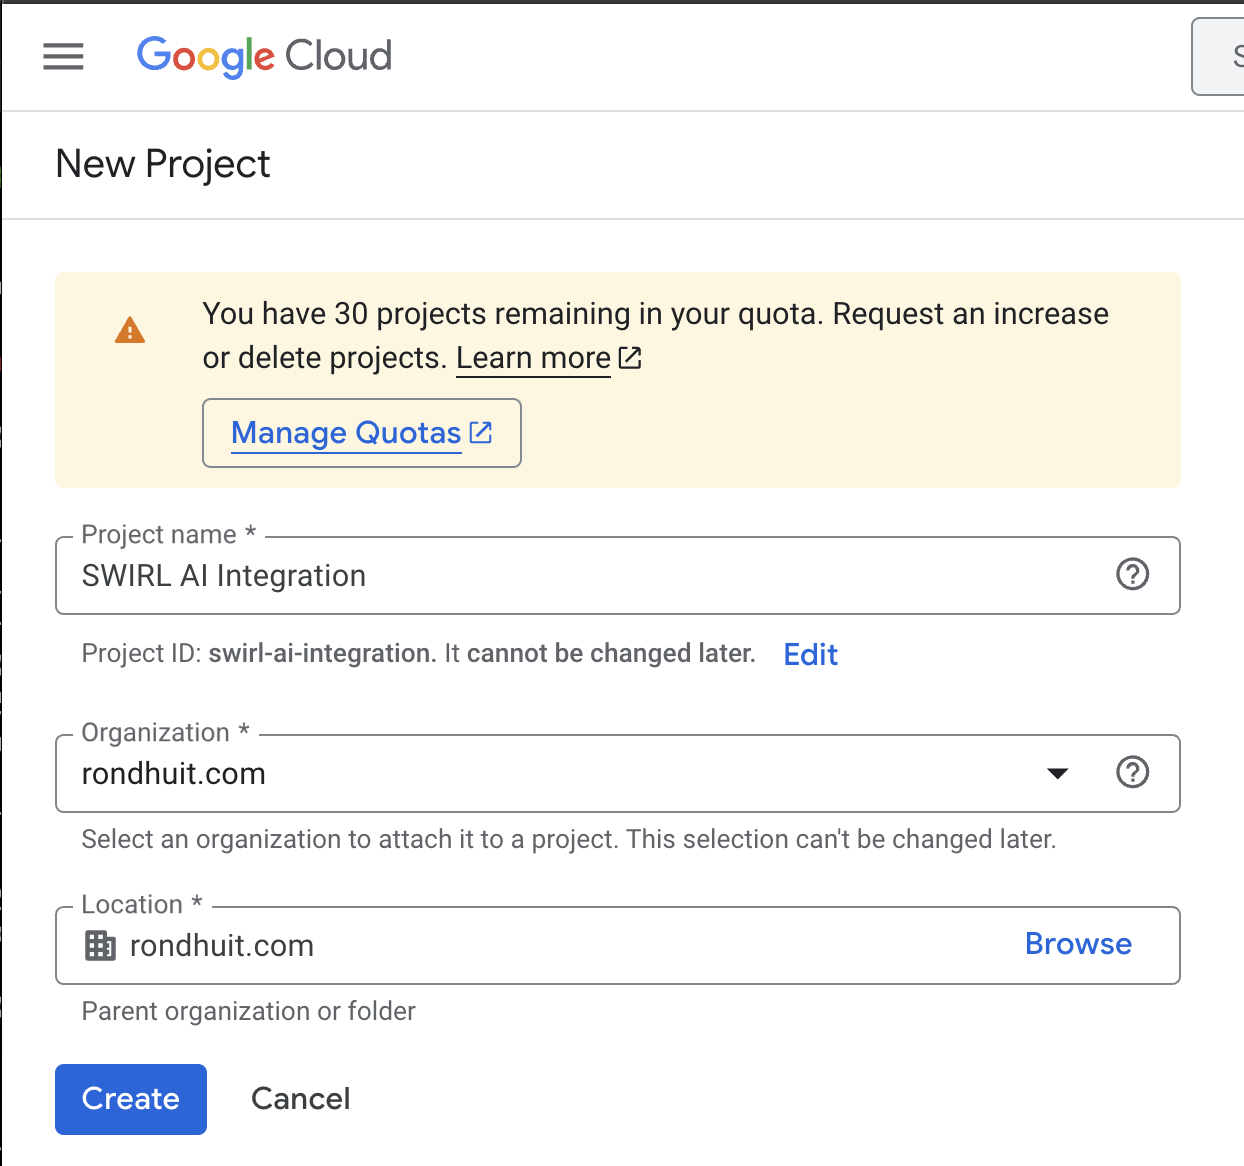 Google Cloud
New Project
You have 30 projects remaining in your quota. Request an increase
or delete projects. Learn more
Manage Quotas
Project name *
SWIRL AI Integration
Project ID: swirl-ai-integration. It cannot be changed later. Edit
Organization *
rondhuit.com
Select an organization to attach it to a project. This selection can't be changed later.
Location *
rondhuit.com Browse
Parent organization or folder
Create Cancel